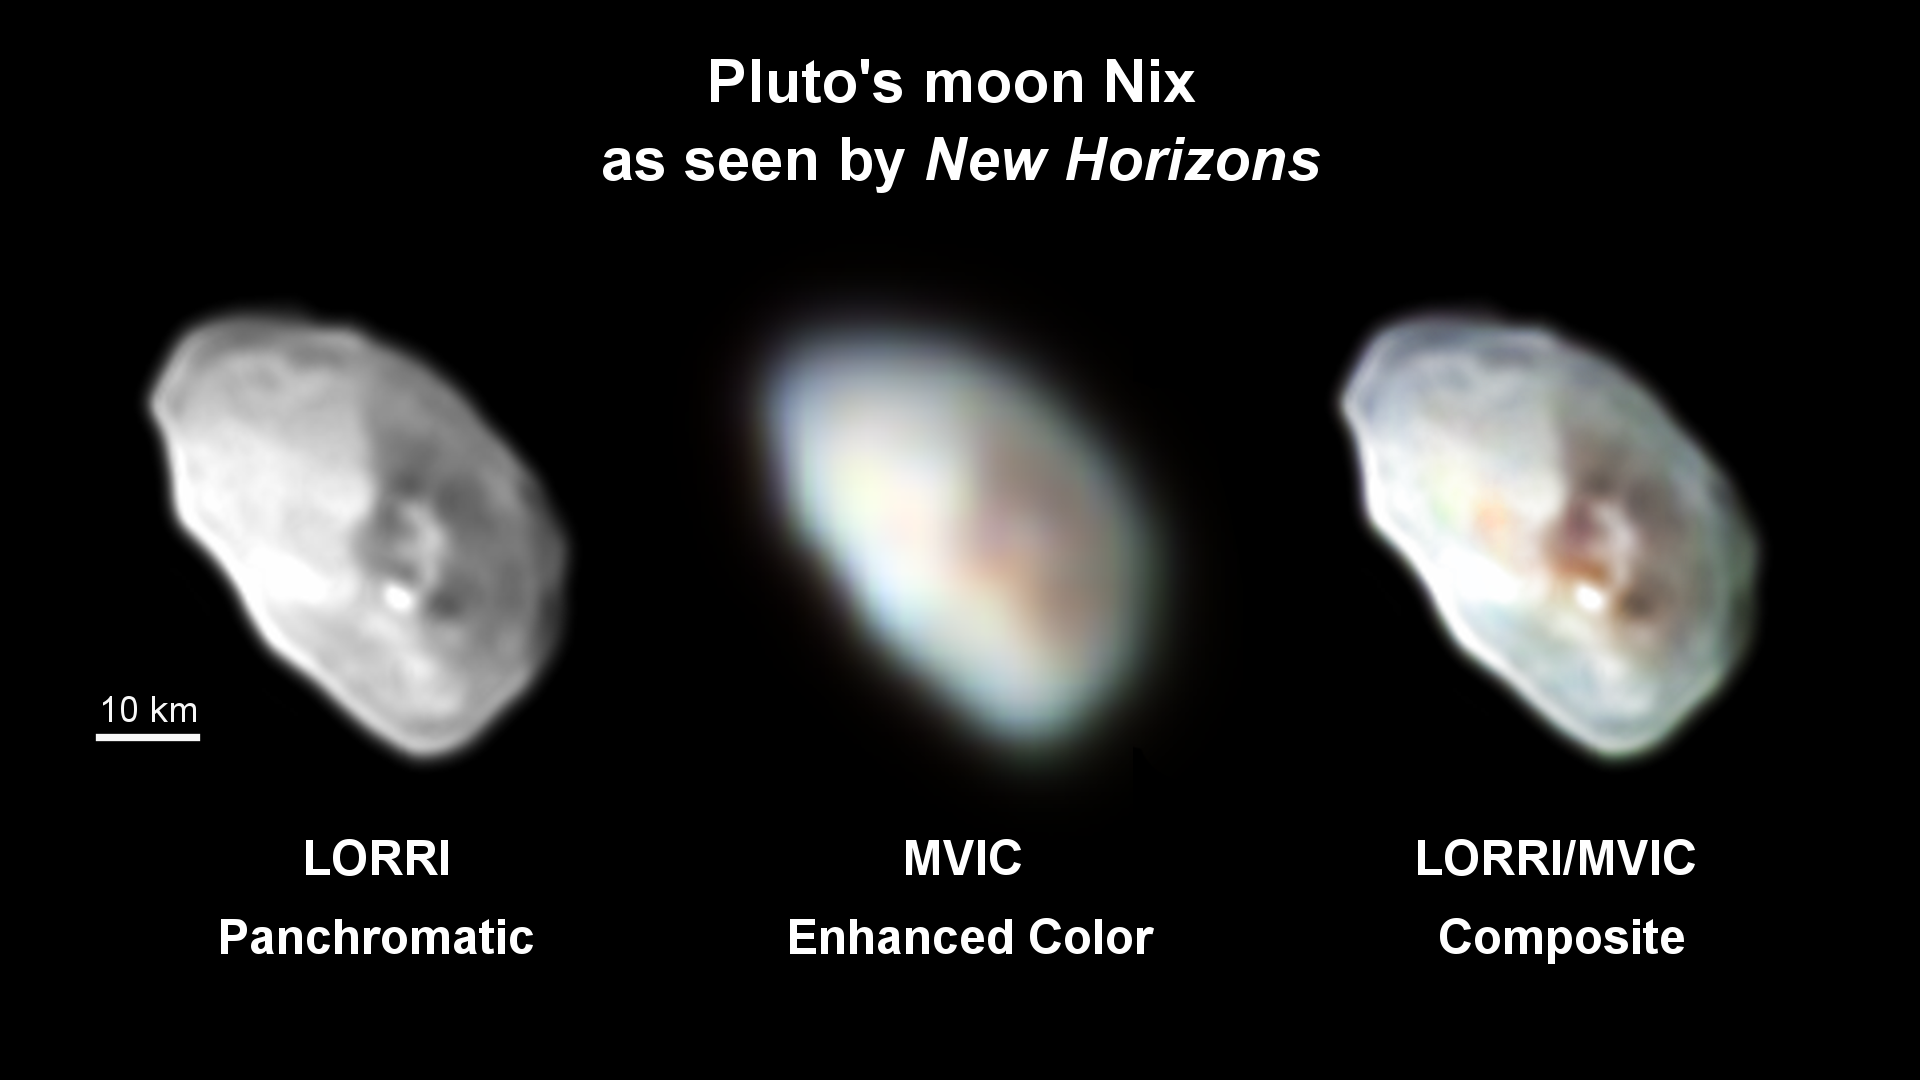 Pluto's moon Nix
as seen by New Horizons
10 km
LORRI
Panchromatic
MVIC
Enhanced Color
LORRI/MVIC
Composite